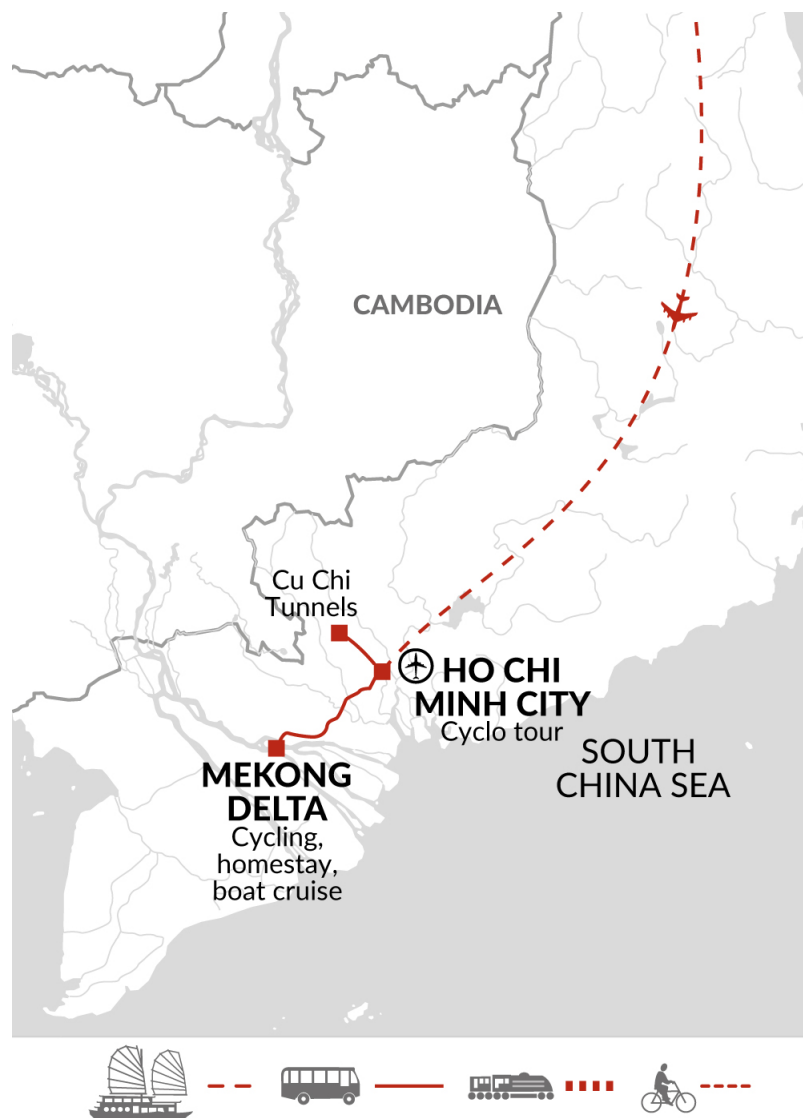 CAMBODIA
Cu Chi
Tunnels
HO CHI
MINH CITY
Cyclo tour
SOUTH
CHINA SEA
MEKONG
DELTA
Cycling,
homestay,
boat cruise